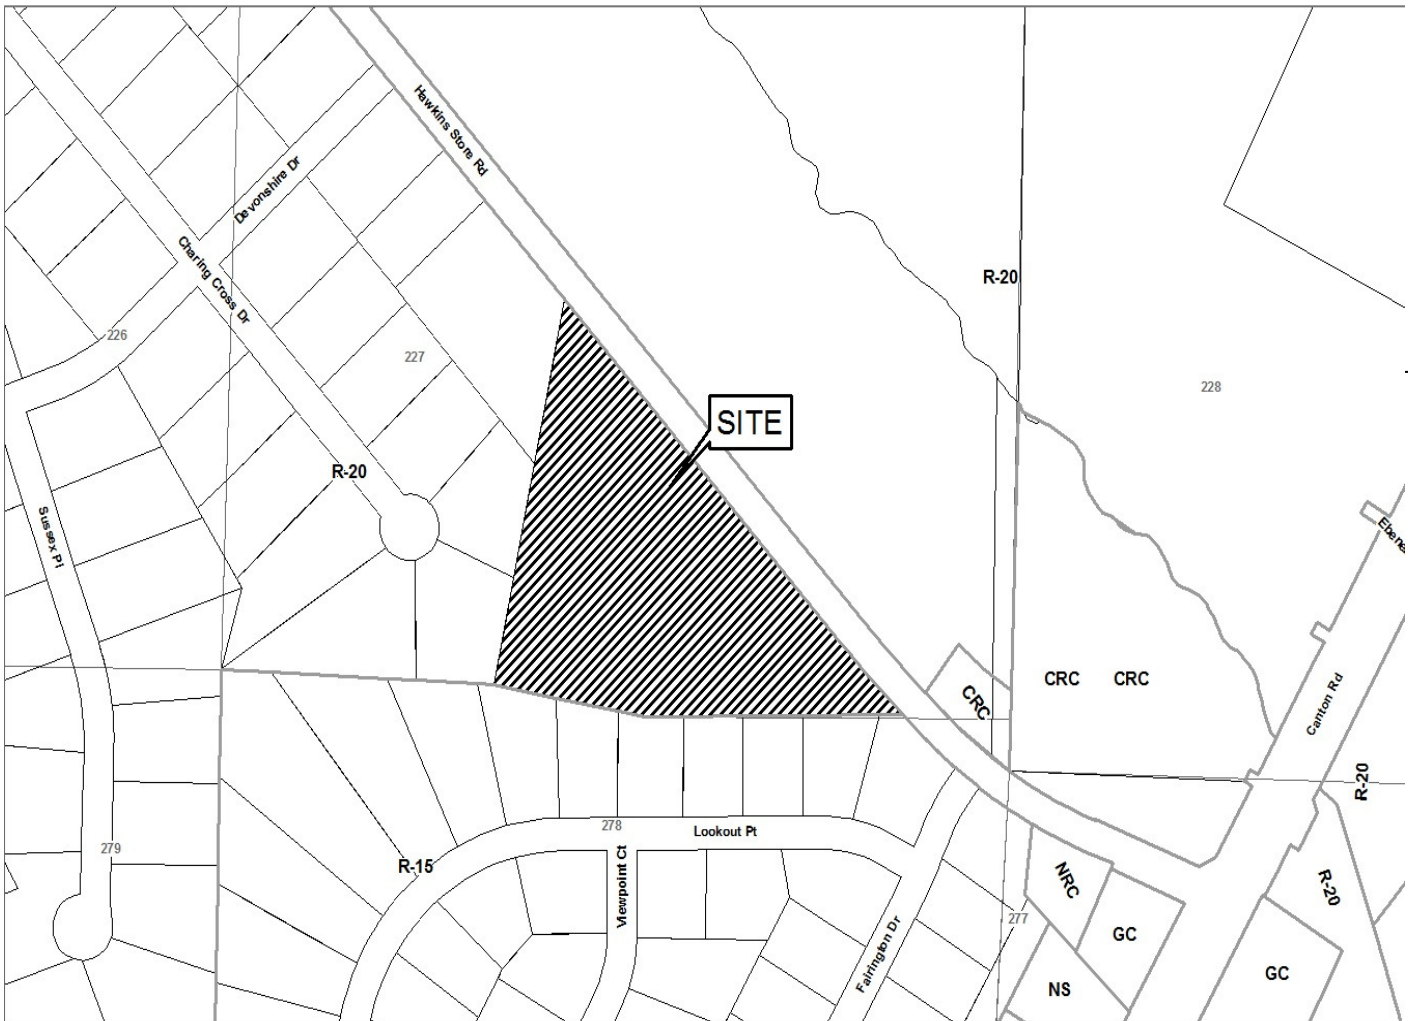 Hawkins Store Rd
Devonshire Dr
Charing Cross Dr
R-20
226
227
228
SITE
R-20
Sussex Pl
Canton Rd
CRC
CRC
CRC
R-20
278
Lookout Pt
279
R-15
Viewpoint Ct
NRC
R-20
277
GC
Fairington Dr
GC
NS